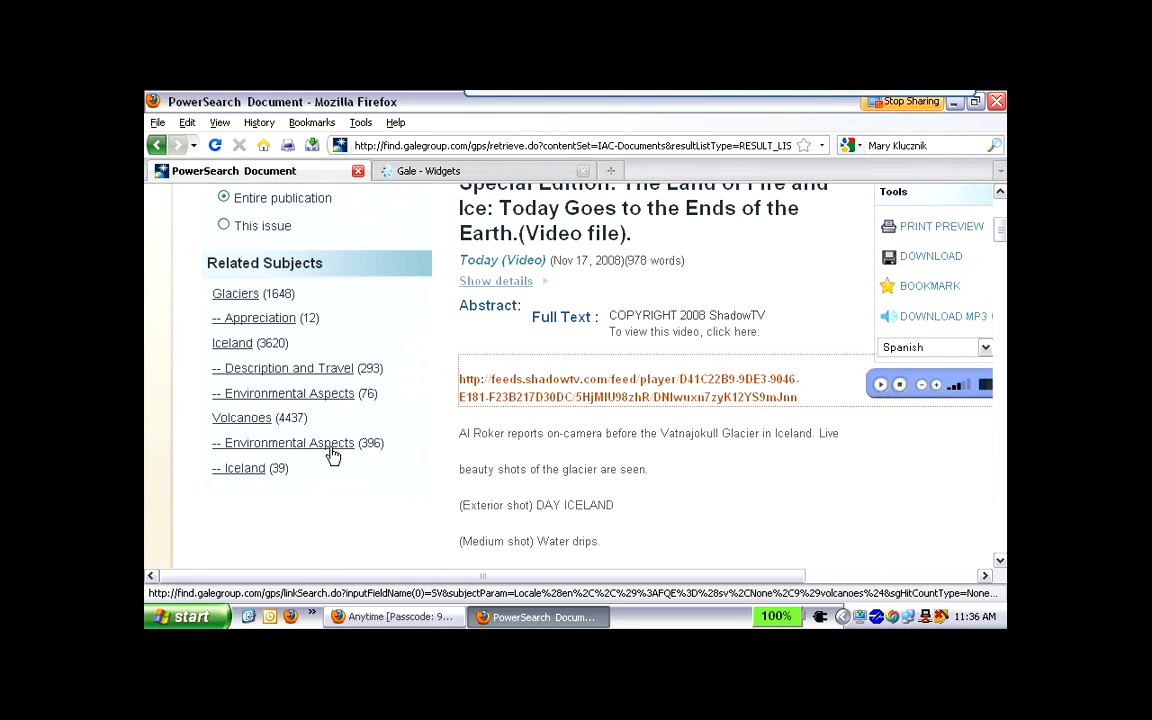 PowerSearch Document - Mozilla Firefox
Stop Sharing
File Edit View History Bookmarks Tools Help
http://find.galegroup.com/gps/retrieve.do?contentSet=IAC-Documents&resultListType=RESULT_LIS
Mary Klucznik
PowerSearch Document
Gale - Widgets
Entire publication
This issue
Related Subjects
Glaciers (1648)
-- Appreciation (12)
Iceland (3620)
-- Description and Travel (293)
-- Environmental Aspects (76)
Volcanoes (4437)
-- Environmental Aspects (396)
-- Iceland (39)
Special Edition: The Land of Fire and
Ice: Today Goes to the Ends of the
Earth.(Video file).
Today (Video) (Nov 17, 2008)(978 words)
Show details
Abstract:
Full Text : COPYRIGHT 2008 ShadowTV
To view this video, click here:
http://feeds.shadowtv.com/feed/player/D41C22B9-9DE3-9046-
E181-F23B217D30DC/5HjMIU98zhR/DNlwuxn7zyK12YS9mJnn
Al Roker reports on-camera before the Vatnajokull Glacier in Iceland. Live
beauty shots of the glacier are seen.
(Exterior shot) DAY ICELAND
(Medium shot) Water drips.
Tools
PRINT PREVIEW
DOWNLOAD
BOOKMARK
DOWNLOAD MP3
Spanish
http://find.galegroup.com/gps/linkSearch.do?inputFieldName(0)=SV&subjectParam=Locale%28en%2C%2C%29%3AFQE%3D%28sv%2CNone%2C9%29volcanoes%24&sgHitCountType=None...
start
Anytime [Passcode: 9...
PowerSearch Docum...
100%
11:36 AM